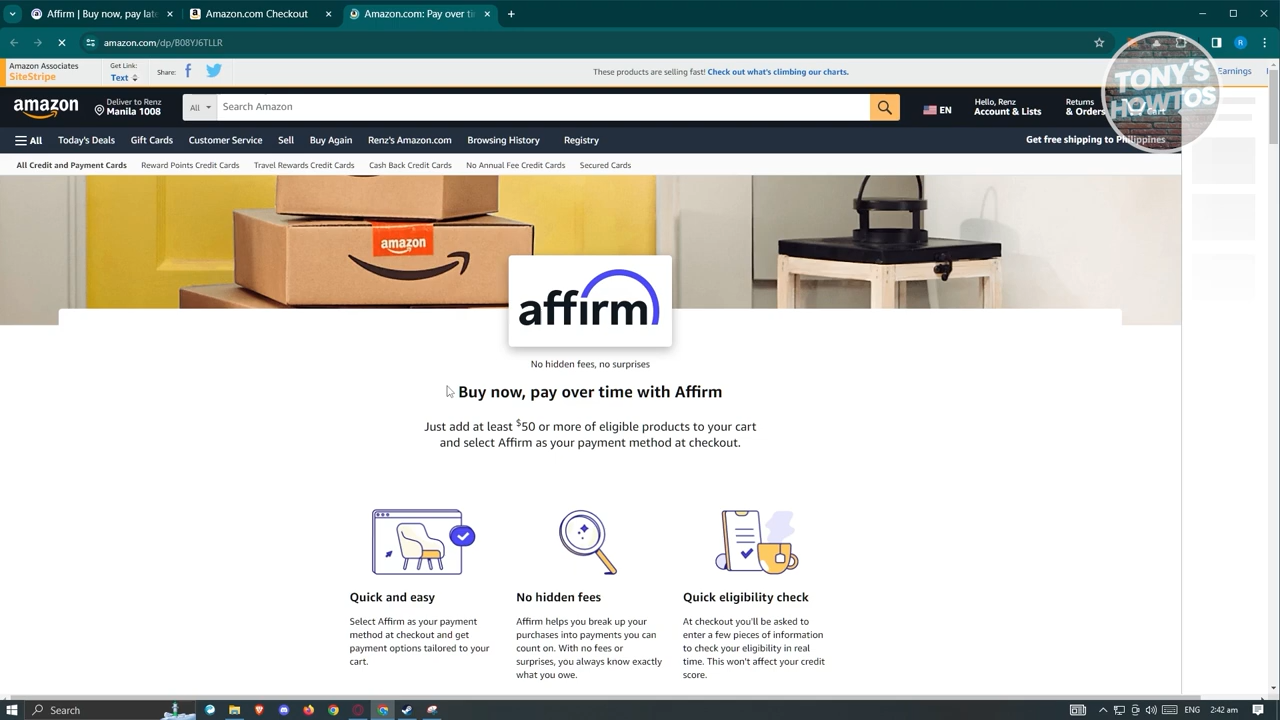 Affirm | Buy now, pay late
Amazon.com Checkout
Amazon.com: Pay over ti
amazon.com/dp/B08YJ6TLLR
Amazon Associates
SiteStripe
Get Link:
Text
Share:
These products are selling fast! Check out what's climbing our charts.
Earnings
TONY'S
HOWTOS
amazon
Deliver to Renz
Manila 1008
All
Search Amazon
EN
Hello, Renz
Account & Lists
Returns
& Orders
Cart
All
Today's Deals
Gift Cards
Customer Service
Sell
Buy Again
Renz's Amazon.com
Browsing History
Registry
Get free shipping to Philippines
All Credit and Payment Cards
Reward Points Credit Cards
Travel Rewards Credit Cards
Cash Back Credit Cards
No Annual Fee Credit Cards
Secured Cards
amazon
affirm
No hidden fees, no surprises
Buy now, pay over time with Affirm
Just add at least $50 or more of eligible products to your cart
and select Affirm as your payment method at checkout.
Quick and easy
Select Affirm as your payment
method at checkout and get
payment options tailored to your
cart.
No hidden fees
Affirm helps you break up your
purchases into payments you can
count on. With no fees or
surprises, you always know exactly
what you owe.
Quick eligibility check
At checkout you'll be asked to
enter a few pieces of information
to check your eligibility in real
time. This won't affect your credit
score.
Search
ENG
2:42 am